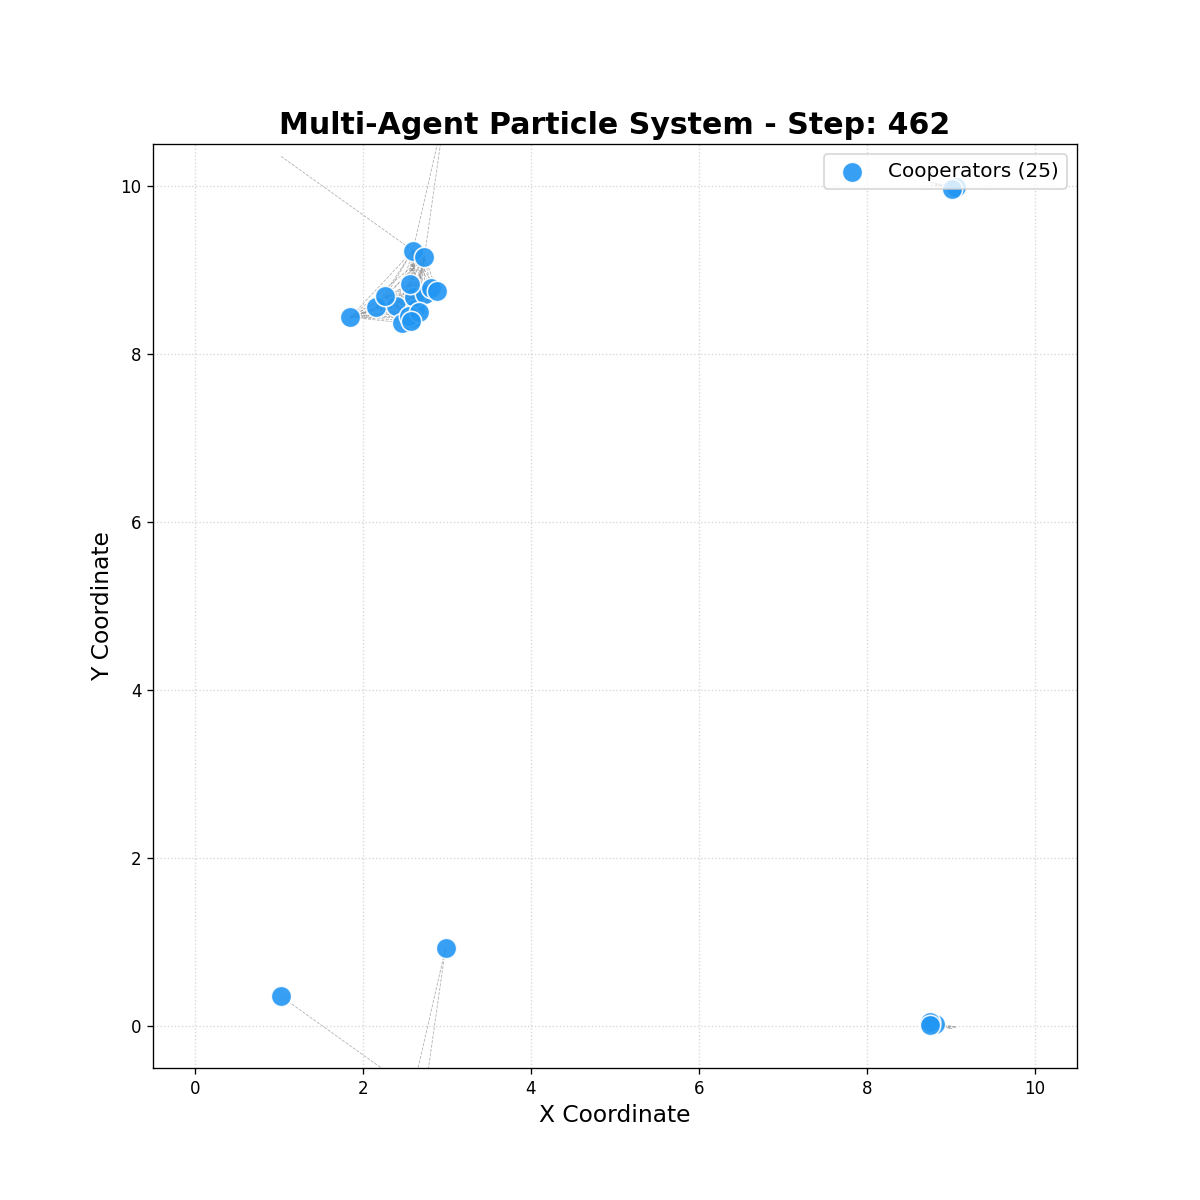 Multi-Agent Particle System - Step: 462
Cooperators (25)
10
8
6
4
2
0
Y Coordinate
0 2 4 6 8 10
X Coordinate